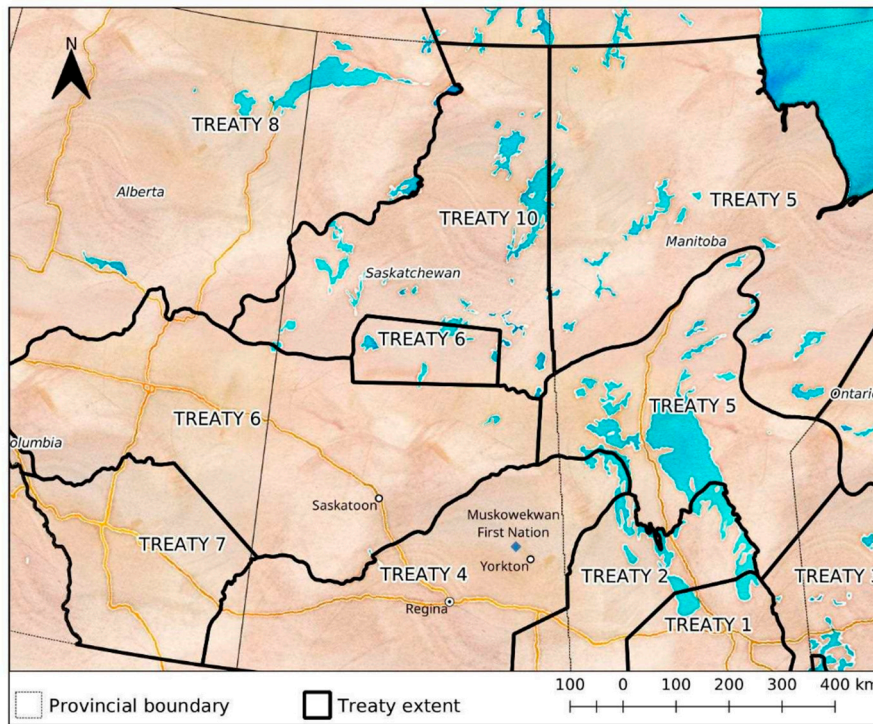 N
TREATY 8
Alberta
TREATY 10
TREATY 5
Manitoba
Saskatchewan
TREATY 6
TREATY 6
TREATY 5
Ontario
olumbia
Saskatoon
Muskowekwan
First Nation
TREATY 7
Yorkton
TREATY 4
TREATY 2
TREATY 3
Regina
TREATY 1
Provincial boundary
Treaty extent
100 0 100 200 300 400 km